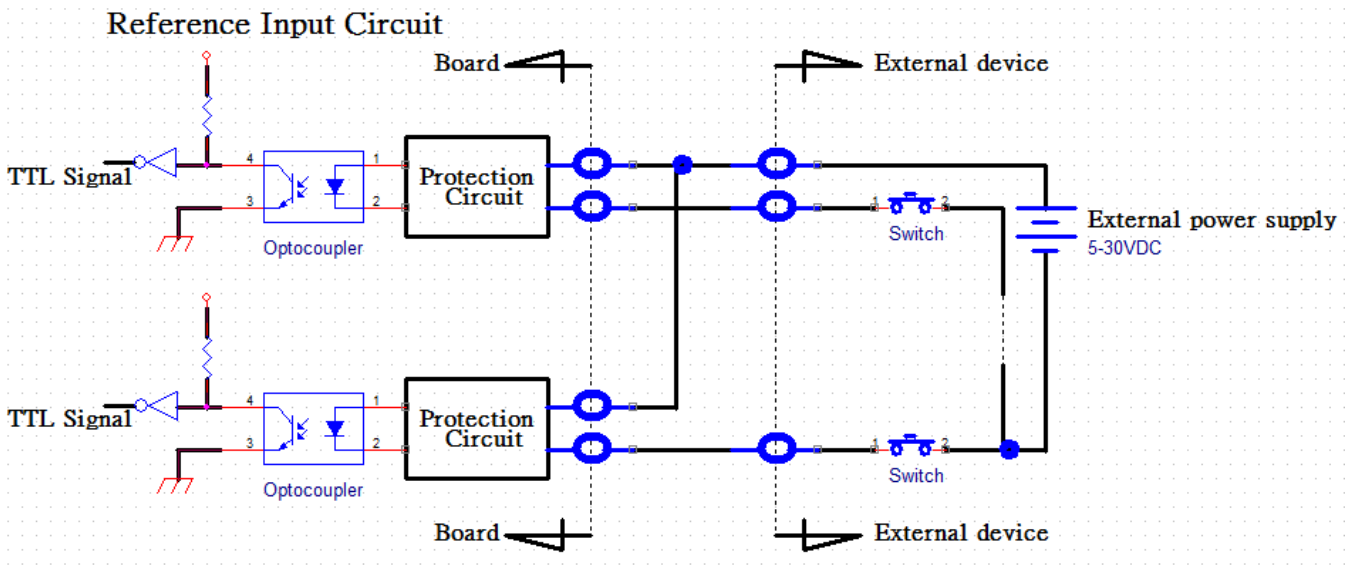 Reference Input Circuit
Board
External device
TTL Signal
4
3
1
2
Optocoupler
Protection
Circuit
1
2
Switch
External power supply
5-30VDC
TTL Signal
4
3
1
2
Optocoupler
Protection
Circuit
1
2
Switch
Board
External device